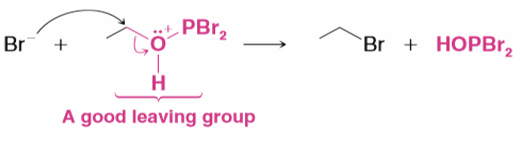 Br⁻ + Ö⁺ PBr₂ → Br + HOPBr₂
H
A good leaving group